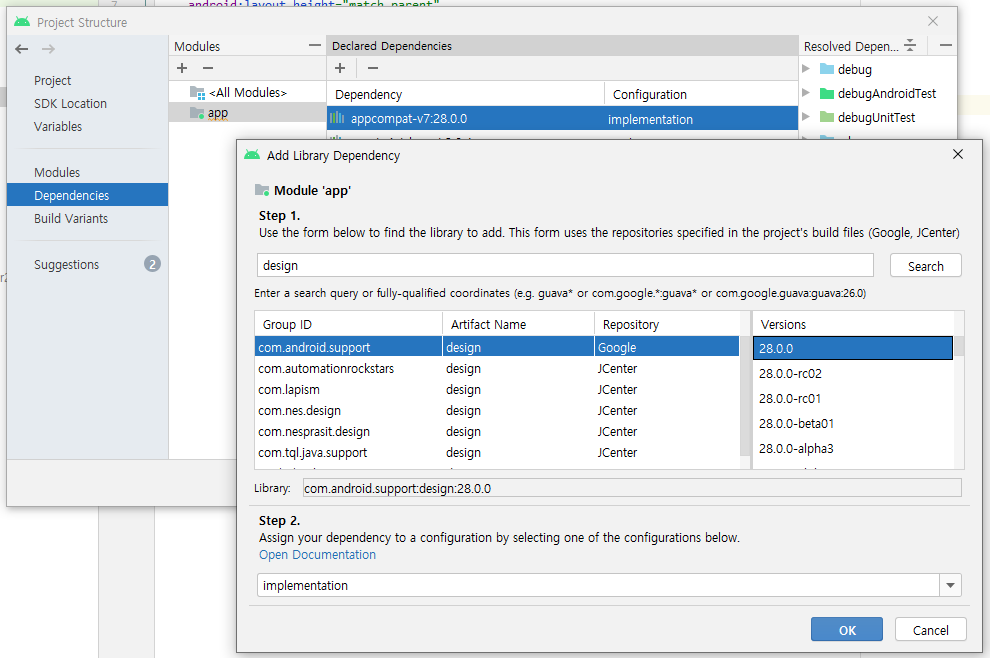 7 android:layout_height="match_parent"
Project Structure
Modules
Declared Dependencies
Resolved Depen...
Project
SDK Location
Variables
Modules
Dependencies
Build Variants
Suggestions 2
<All Modules>
app
Dependency Configuration
appcompat-v7:28.0.0 implementation
debug
debugAndroidTest
debugUnitTest
Add Library Dependency
Module 'app'
Step 1.
Use the form below to find the library to add. This form uses the repositories specified in the project's build files (Google, JCenter)
design
Search
Enter a search query or fully-qualified coordinates (e.g. guava* or com.google.*:guava* or com.google.guava:guava:26.0)
Group ID Artifact Name Repository Versions
com.android.support design Google 28.0.0
com.automationrockstars design JCenter 28.0.0-rc02
com.lapism design JCenter 28.0.0-rc01
com.nes.design design JCenter 28.0.0-beta01
com.nesprasit.design design JCenter 28.0.0-alpha3
com.tql.java.support design JCenter
Library: com.android.support:design:28.0.0
Step 2.
Assign your dependency to a configuration by selecting one of the configurations below.
Open Documentation
implementation
OK Cancel